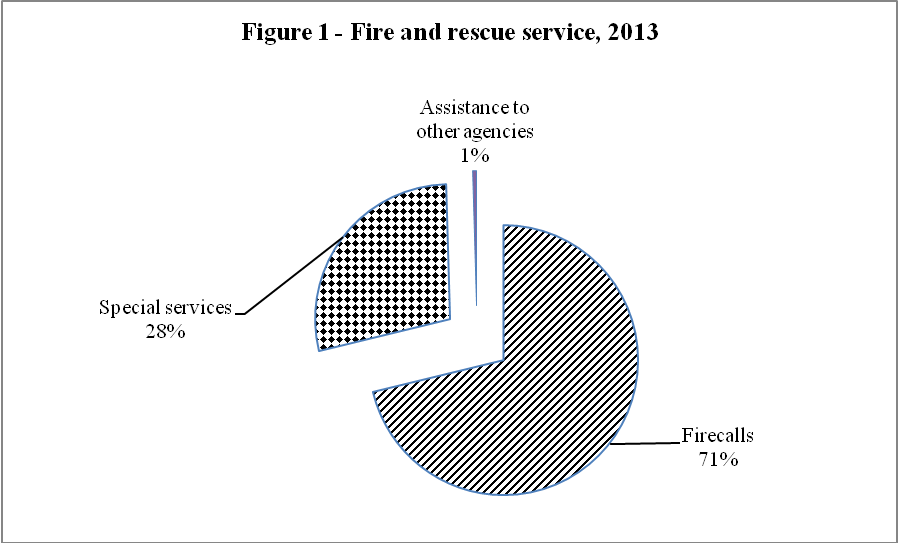 Figure 1 - Fire and rescue service, 2013
Assistance to
other agencies
1%
Special services
28%
Firecalls
71%